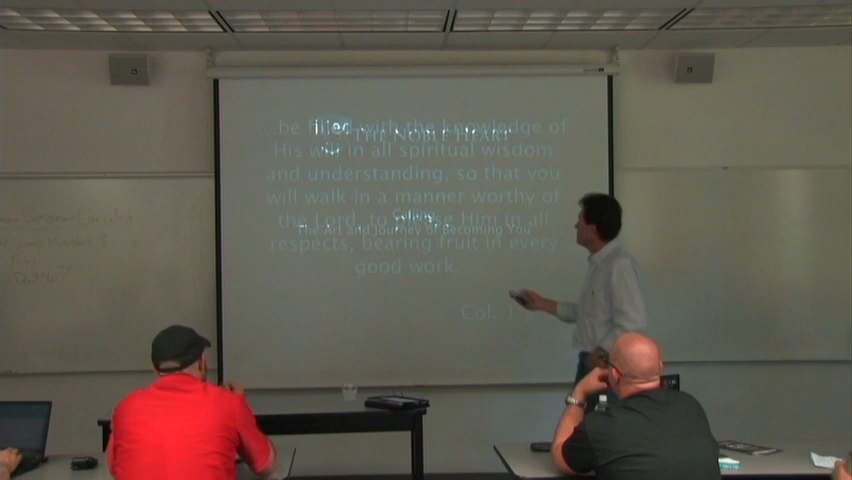 ...be filled with the knowledge of
THE NOBLE HEART
His will in all spiritual wisdom
and understanding, so that you
will walk in a manner worthy of
Calling
the Lord, to please Him in all
The Art and Journey of Becoming You
respects, bearing fruit in every
good work
Col. 1